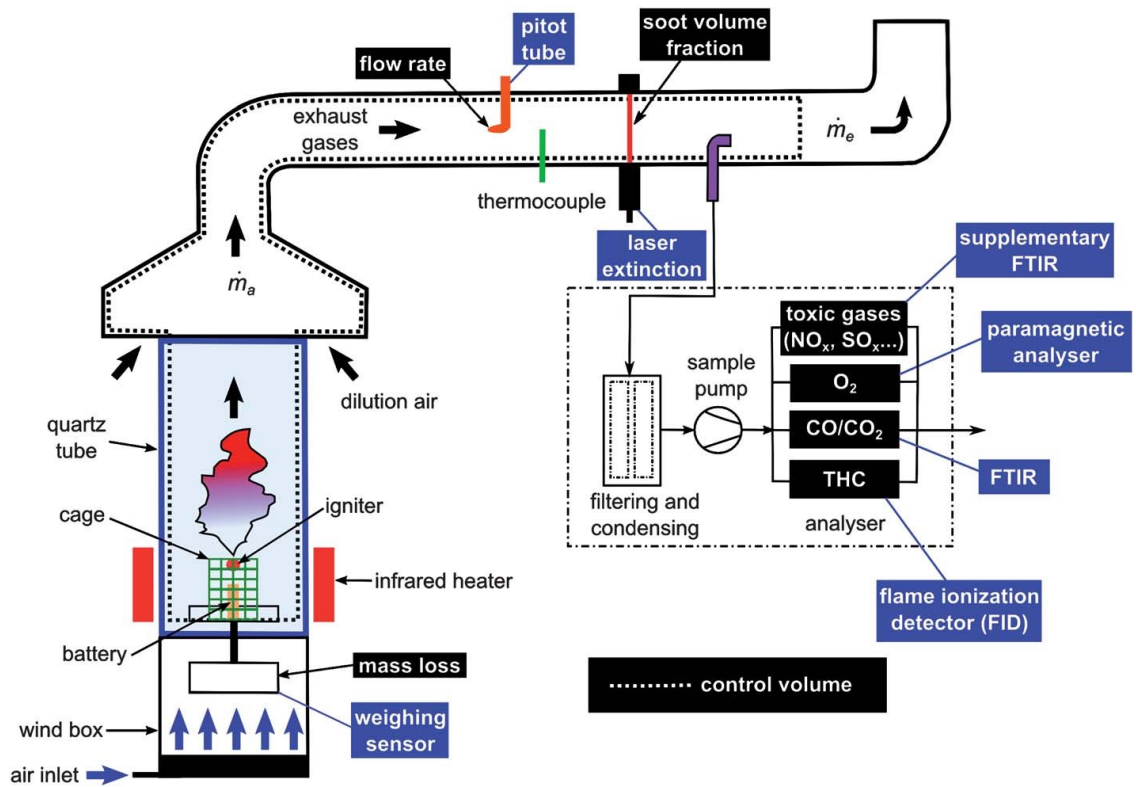 pitot
tube
soot volume
fraction
flow rate
exhaust
gases
ṁe
thermocouple
laser
extinction
supplementary
FTIR
ṁa
toxic gases
(NOx, SOx...)
paramagnetic
analyser
sample
pump
O2
dilution air
quartz
tube
CO/CO2
FTIR
THC
cage
igniter
filtering and
condensing
analyser
infrared heater
flame ionization
detector (FID)
battery
mass loss
control volume
wind box
weighing
sensor
air inlet